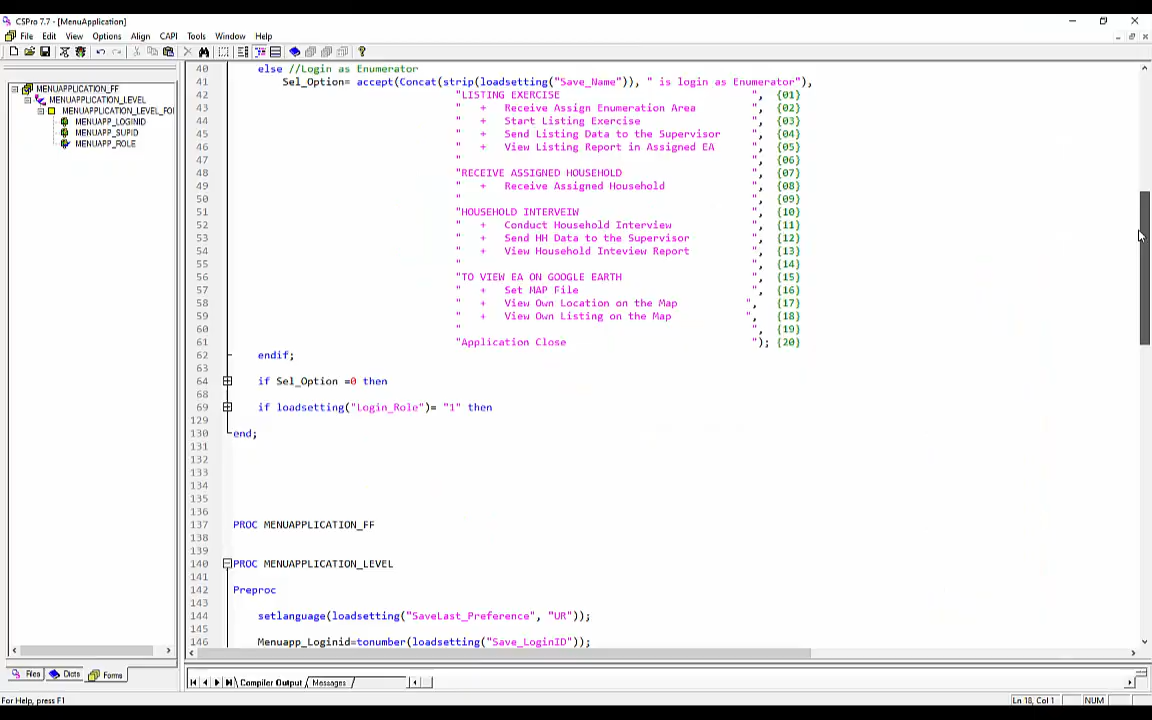 CSPro 7.7 - [MenuApplication]
File Edit View Options Align CAPI Tools Window Help
MENUAPPLICATION_FF
MENUAPPLICATION_LEVEL
MENUAPPLICATION_LEVEL_FOI
MENUAPP_LOGINID
MENUAPP_SUPID
MENUAPP_ROLE
40 else //Login as Enumerator
41 Sel_Option= accept(Concat(strip(loadsetting("Save_Name")), " is login as Enumerator"),
42 "LISTING EXERCISE ", {01}
43 " + Receive Assign Enumeration Area ", {02}
44 " + Start Listing Exercise ", {03}
45 " + Send Listing Data to the Supervisor ", {04}
46 " + View Listing Report in Assigned EA ", {05}
47 " ", {06}
48 "RECEIVE ASSIGNED HOUSEHOLD ", {07}
49 " + Receive Assigned Household ", {08}
50 " ", {09}
51 "HOUSEHOLD INTERVEIW ", {10}
52 " + Conduct Household Interview ", {11}
53 " + Send HH Data to the Supervisor ", {12}
54 " + View Household Inteview Report ", {13}
55 " ", {14}
56 "TO VIEW EA ON GOOGLE EARTH ", {15}
57 " + Set MAP File ", {16}
58 " + View Own Location on the Map ", {17}
59 " + View Own Listing on the Map ", {18}
60 " ", {19}
61 "Application Close "); {20}
62 endif;
63
64 if Sel_Option =0 then
68
69 if loadsetting("Login_Role")= "1" then
129
130 end;
131
132
133
134
135
136
137 PROC MENUAPPLICATION_FF
138
139
140 PROC MENUAPPLICATION_LEVEL
141
142 Preproc
143
144 setlanguage(loadsetting("SaveLast_Preference", "UR"));
145
146 Menuapp_Loginid=tonumber(loadsetting("Save_LoginID"));
Files Dicts Forms
Compiler Output Messages
For Help, press F1
Ln 18, Col 1 NUM